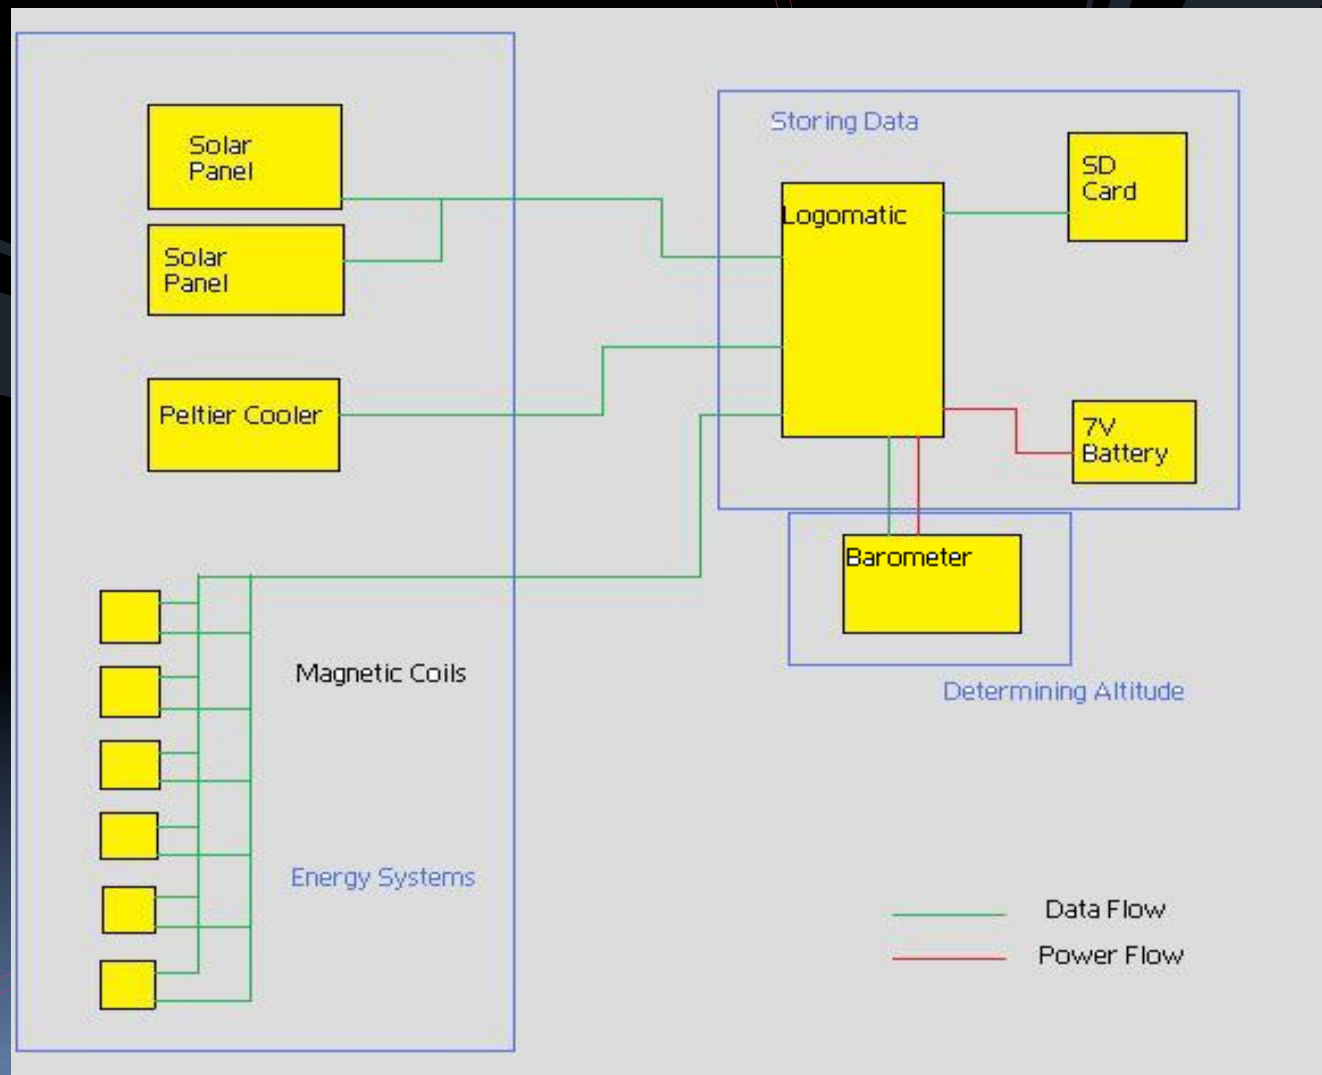 Solar
Panel
Solar
Panel
Peltier Cooler
Magnetic Coils
Energy Systems
Storing Data
Logomatic
SD
Card
7V
Battery
Barometer
Determining Altitude
Data Flow
Power Flow